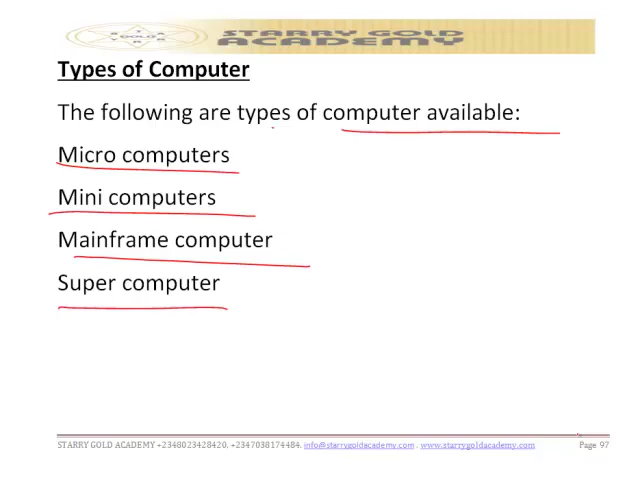 STARRY GOLD
ACADEMY
Types of Computer
The following are types of computer available:
Micro computers
Mini computers
Mainframe computer
Super computer
STARRY GOLD ACADEMY +2348023428420, +2347038174484, info@starrygoldacademy.com , www.starrygoldacademy.com Page 97